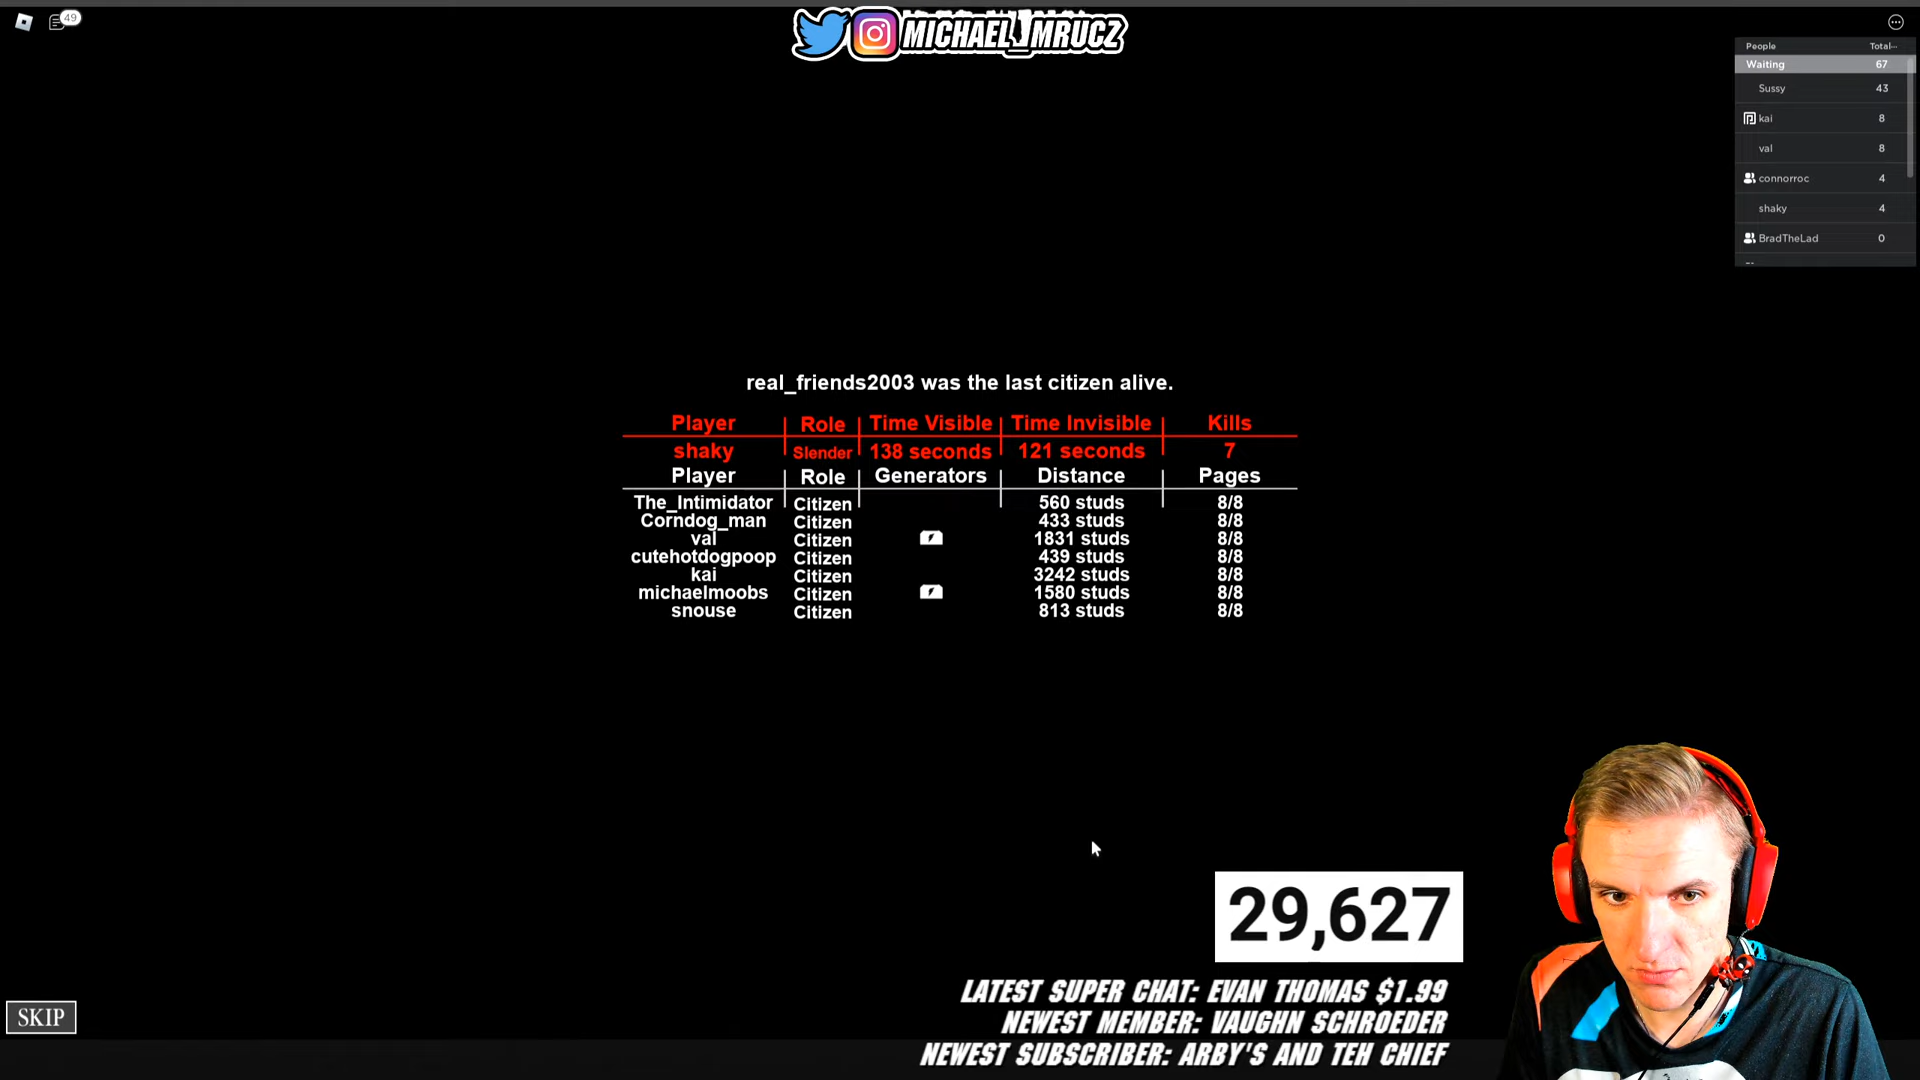 49
MICHAEL_MRUCZ
People Total...
Waiting 67
Sussy 43
kai 8
val 8
connorroc 4
shaky 4
BradTheLad 0
real_friends2003 was the last citizen alive.
Player Role Time Visible Time Invisible Kills
shaky Slender 138 seconds 121 seconds 7
Player Role Generators Distance Pages
The_Intimidator Citizen 560 studs 8/8
Corndog_man Citizen 433 studs 8/8
val Citizen 1831 studs 8/8
cutehotdogpoop Citizen 439 studs 8/8
kai Citizen 3242 studs 8/8
michaelmoobs Citizen 1580 studs 8/8
snouse Citizen 813 studs 8/8
29,627
LATEST SUPER CHAT: EVAN THOMAS $1.99
NEWEST MEMBER: VAUGHN SCHROEDER
NEWEST SUBSCRIBER: ARBY'S AND TEH CHIEF
SKIP